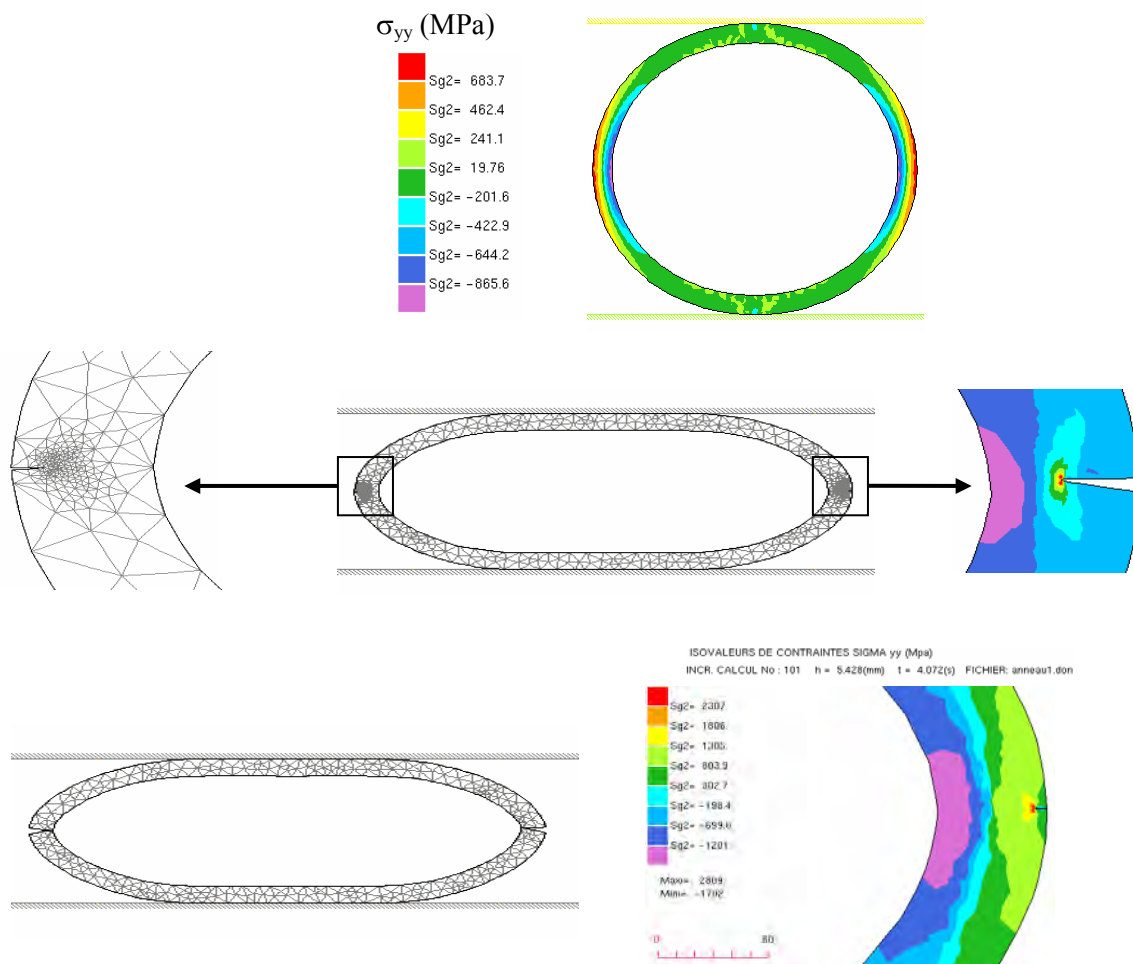 σyy (MPa)
Sg2= 683.7
Sg2= 462.4
Sg2= 241.1
Sg2= 19.76
Sg2= -201.6
Sg2= -422.9
Sg2= -644.2
Sg2= -865.6
ISOVALEURS DE CONTRAINTES SIGMA yy (Mpa)
INCR. CALCUL No : 101 h = 5.428(mm) t = 4.072(s) FICHIER: anneau1.don
Sg2= 2307.
Sg2= 1806.
Sg2= 1305.
Sg2= 803.9
Sg2= 302.7
Sg2= -198.4
Sg2= -699.6
Sg2= -1201
Maxi= 2809
Mini= -1702
0